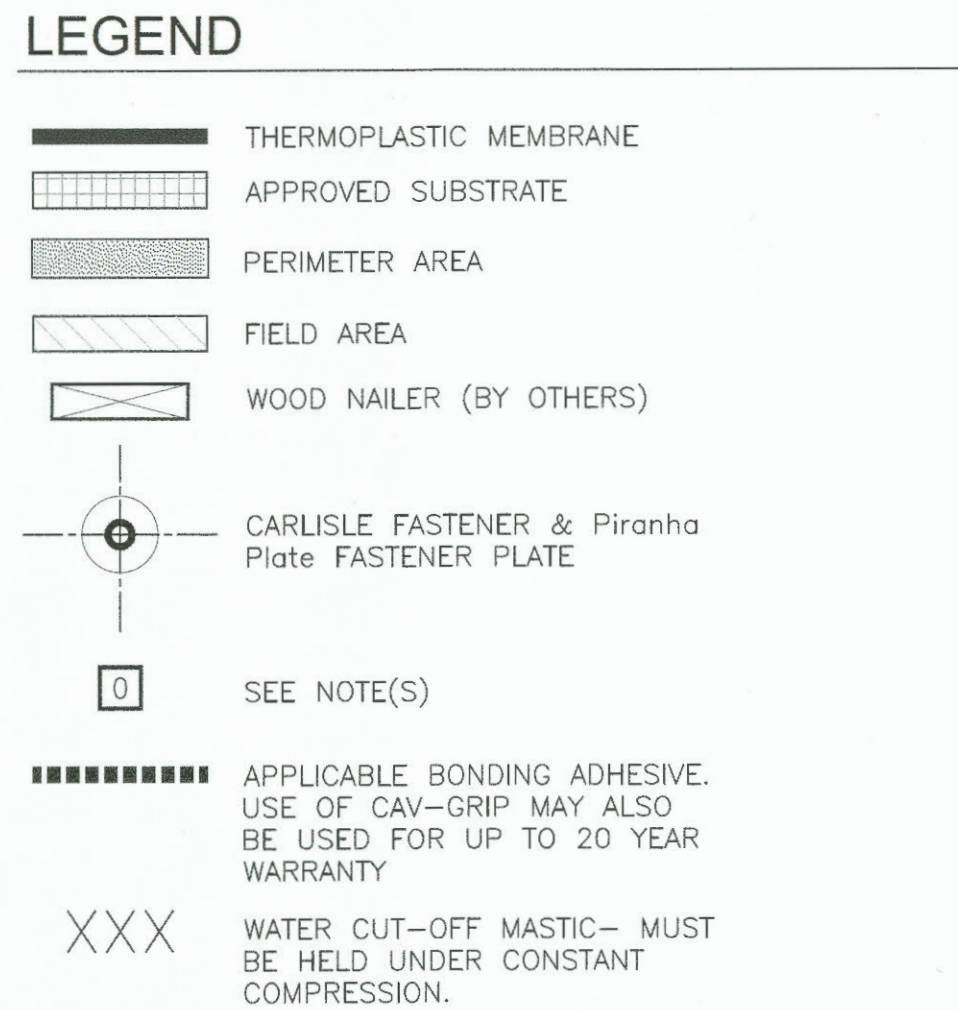 LEGEND
THERMOPLASTIC MEMBRANE
APPROVED SUBSTRATE
PERIMETER AREA
FIELD AREA
WOOD NAILER (BY OTHERS)
CARLISLE FASTENER & Piranha
Plate FASTENER PLATE
0 SEE NOTE(S)
APPLICABLE BONDING ADHESIVE.
USE OF CAV-GRIP MAY ALSO
BE USED FOR UP TO 20 YEAR
WARRANTY
XXX WATER CUT-OFF MASTIC- MUST
BE HELD UNDER CONSTANT
COMPRESSION.